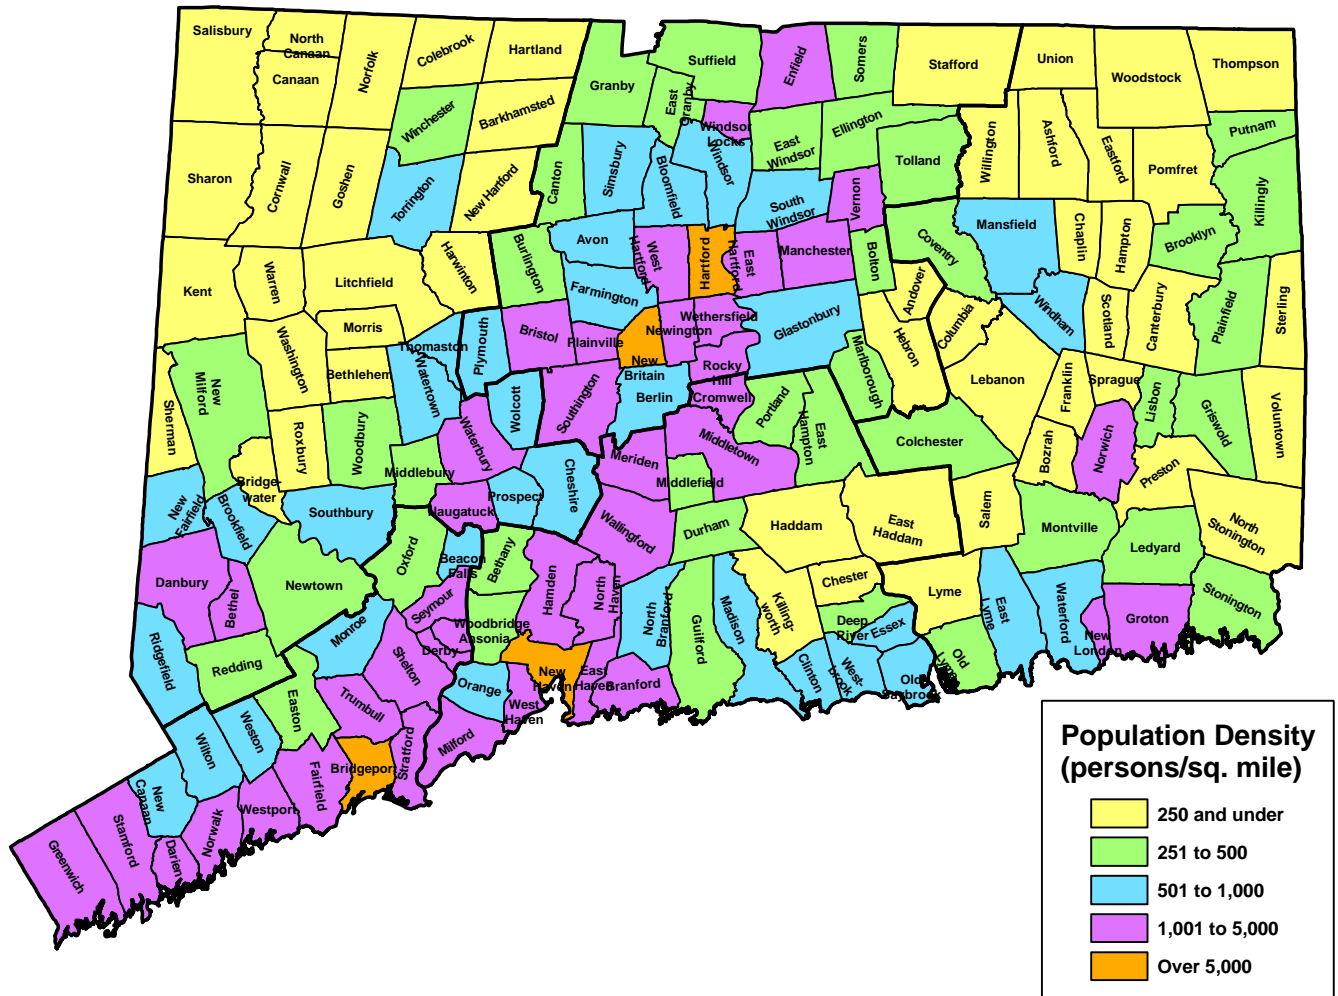 Salisbury
North
Canaan
Canaan
Norfolk
Colebrook
Hartland
Granby
Suffield
East
Granby
Enfield
Somers
Stafford
Union
Woodstock
Thompson
Winchester
Barkhamsted
Windsor
Locks
Windsor
East
Windsor
Ellington
Tolland
Willington
Ashford
Eastford
Pomfret
Putnam
Killingly
Sharon
Cornwall
Goshen
Torrington
New Hartford
Canton
Simsbury
Bloomfield
South
Windsor
Vernon
Mansfield
Chaplin
Hampton
Brooklyn
Kent
Warren
Litchfield
Harwinton
Burlington
Avon
West
Hartford
Hartford
East
Hartford
Manchester
Bolton
Coventry
Andover
Columbia
Windham
Scotland
Canterbury
Plainfield
Sterling
Morris
Washington
Bethlehem
Thomaston
Watertown
Plymouth
Bristol
Farmington
Plainville
New
Britain
Newington
Wethersfield
Rocky
Hill
Glastonbury
Marlborough
Hebron
Lebanon
Franklin
Sprague
Lisbon
Griswold
Voluntown
Sherman
New
Milford
Roxbury
Woodbury
Wolcott
Southington
Berlin
Cromwell
Portland
East
Hampton
Colchester
Bozrah
Norwich
Preston
North
Stonington
Bridge-
water
Middlebury
Waterbury
Cheshire
Meriden
Middletown
Middlefield
New
Fairfield
Brookfield
Southbury
Naugatuck
Prospect
Wallingford
Durham
Haddam
East
Haddam
Salem
Montville
Ledyard
Stonington
Danbury
Bethel
Newtown
Oxford
Beacon
Falls
Bethany
Hamden
North
Haven
North
Branford
Guilford
Madison
Killing-
worth
Chester
Deep
River
Essex
Lyme
East
Lyme
Waterford
New
London
Groton
Ridgefield
Redding
Monroe
Seymour
Woodbridge
Ansonia
Derby
Shelton
Orange
New
Haven
East
Haven
Branford
Clinton
West-
brook
Old
Saybrook
Old
Lyme
Easton
Trumbull
West
Haven
Milford
Stratford
Wilton
Weston
Bridgeport
Fairfield
New
Canaan
Westport
Norwalk
Darien
Stamford
Greenwich
Population Density
(persons/sq. mile)
250 and under
251 to 500
501 to 1,000
1,001 to 5,000
Over 5,000